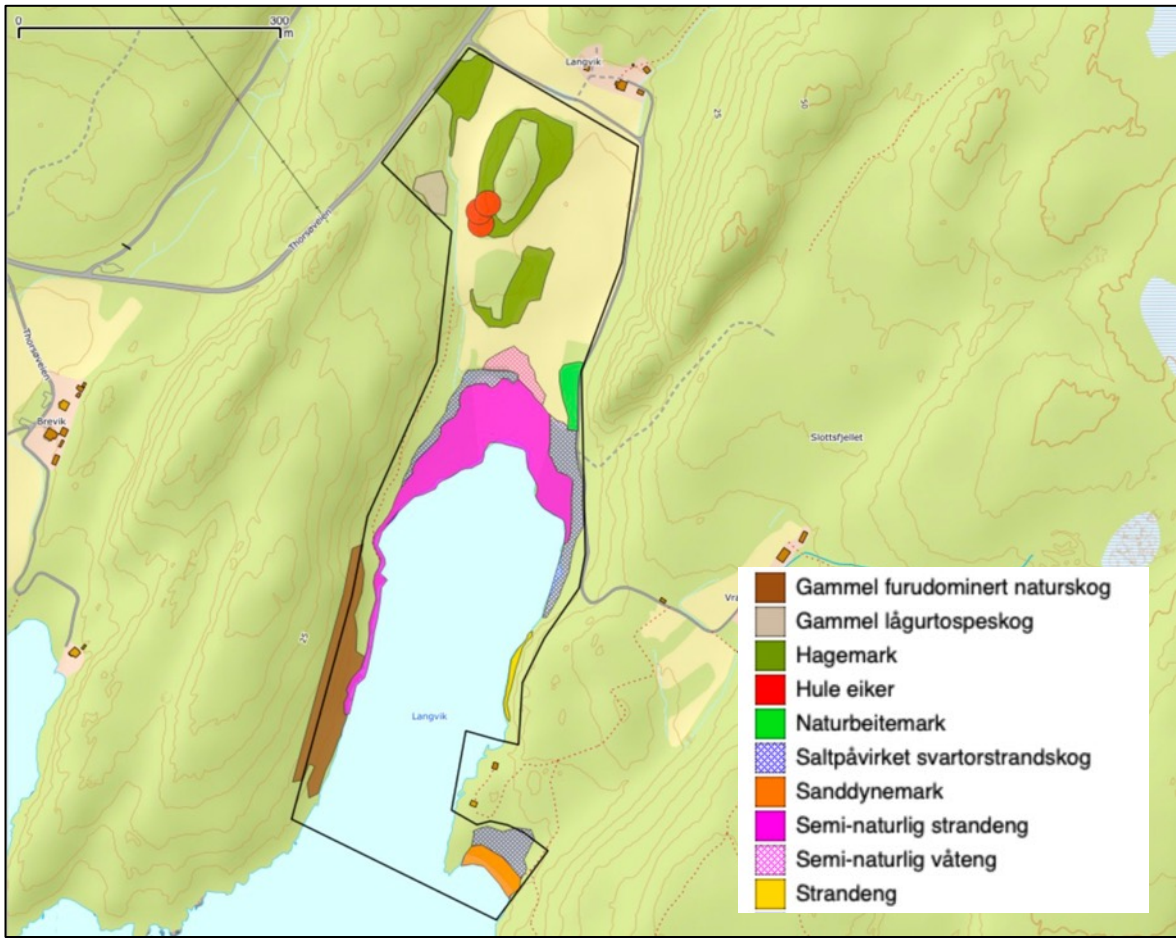 0
300
m
Langvik
25
50
Thorsøveien
Thorsøveien
Brevik
Slottsfjellet
25
Langvik
Gammel furudominert naturskog
Gammel lågurtospeskog
Hagemark
Hule eiker
Naturbeitemark
Saltpåvirket svartorstrandskog
Sanddynemark
Semi-naturlig strandeng
Semi-naturlig våteng
Strandeng